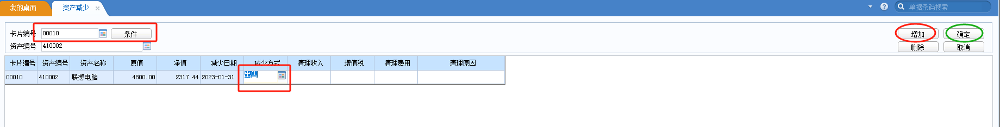 我的桌面 资产减少 单据条码搜索
卡片编号 00010 条件 增加 确定
资产编号 410002 删除 取消
卡片编号 资产编号 资产名称 原值 净值 减少日期 减少方式 清理收入 增值税 清理费用 清理原因
00010 410002 联想电脑 4800.00 2317.44 2023-01-31 出售